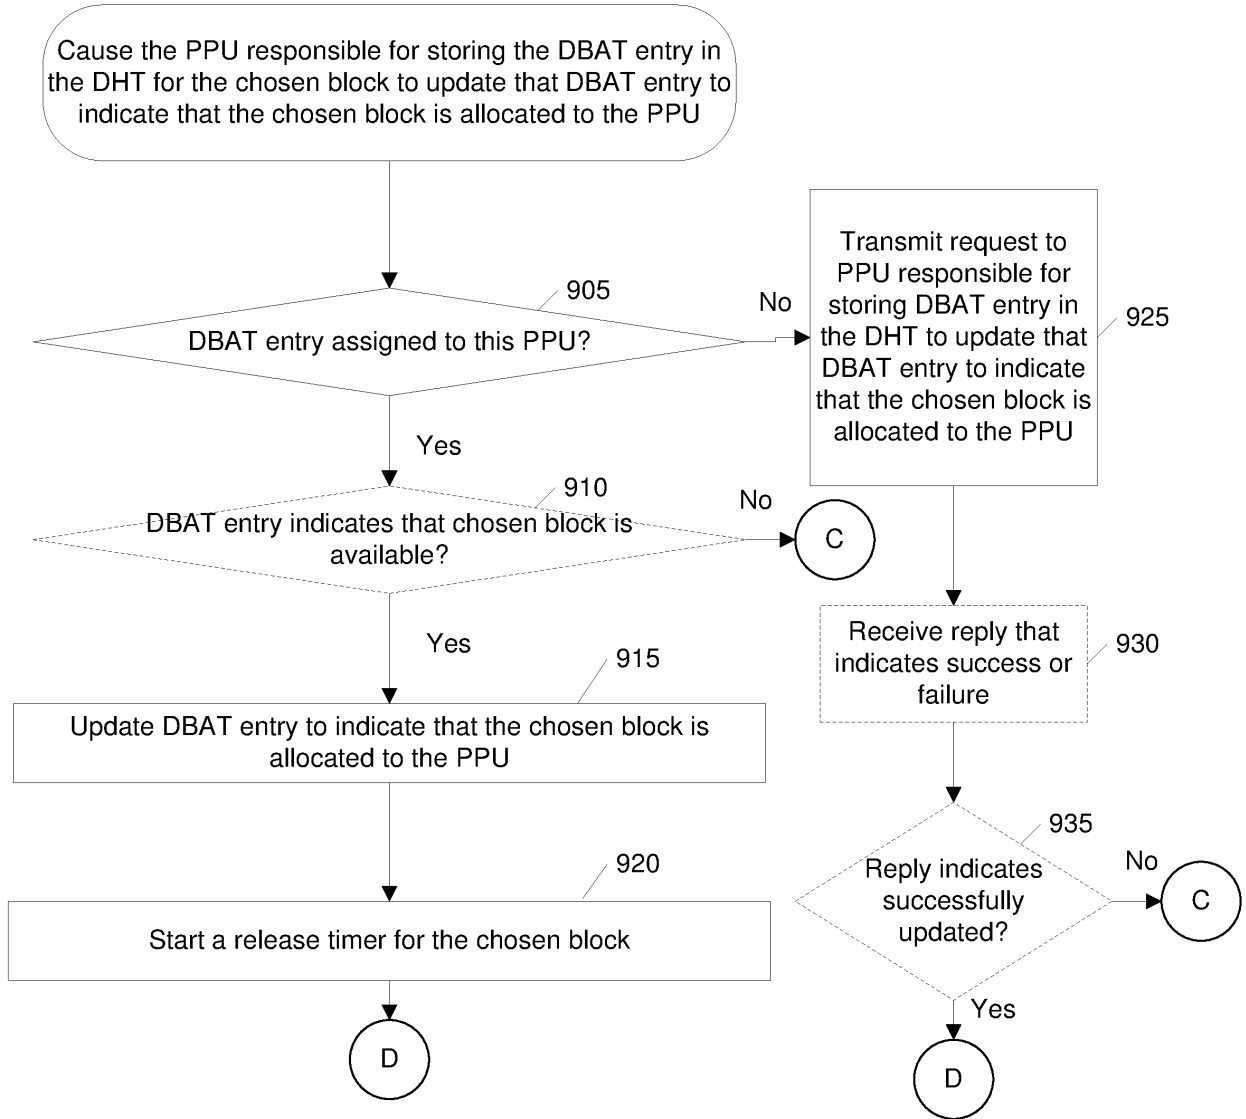 Cause the PPU responsible for storing the DBAT entry in
the DHT for the chosen block to update that DBAT entry to
indicate that the chosen block is allocated to the PPU
905
DBAT entry assigned to this PPU?
No
Transmit request to
PPU responsible for
storing DBAT entry in
the DHT to update that
DBAT entry to indicate
that the chosen block is
allocated to the PPU
925
Yes
910
DBAT entry indicates that chosen block is
available?
No
C
Yes
Receive reply that
indicates success or
failure
930
915
Update DBAT entry to indicate that the chosen block is
allocated to the PPU
935
Reply indicates
successfully
updated?
No
C
920
Start a release timer for the chosen block
Yes
D
D